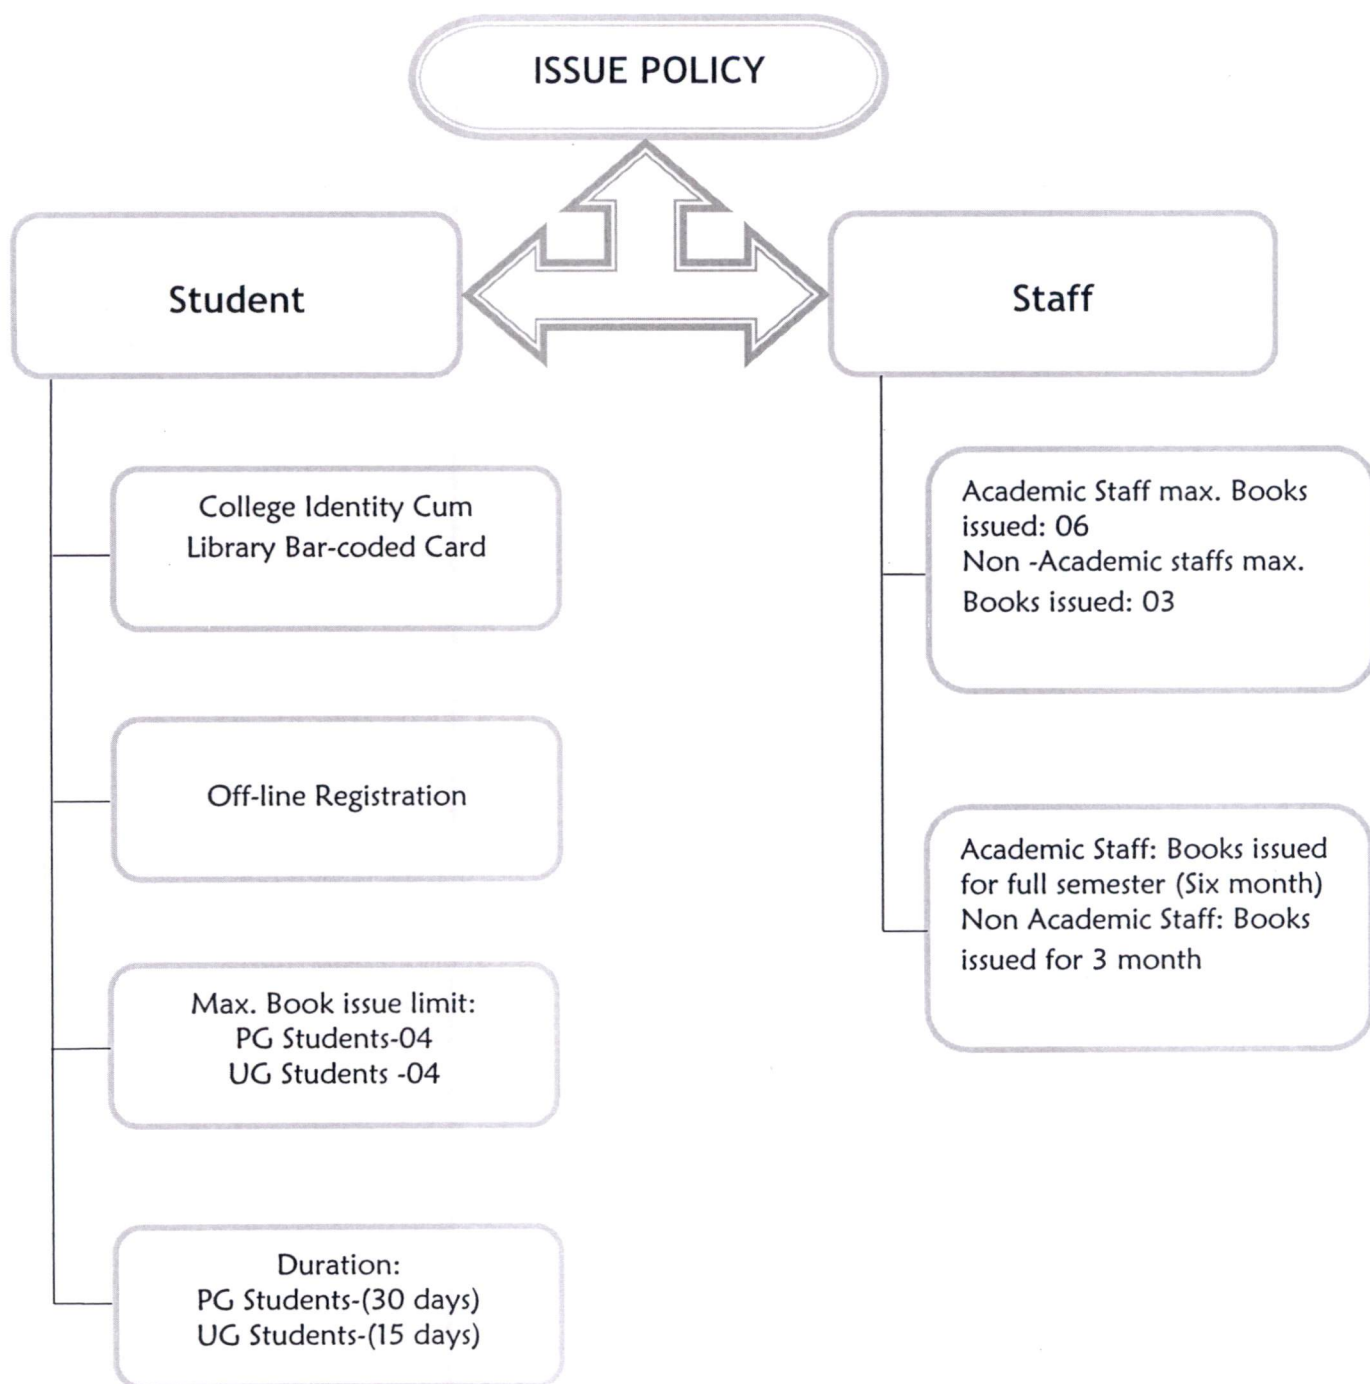 ISSUE POLICY
Student
College Identity Cum
Library Bar-coded Card
Off-line Registration
Max. Book issue limit:
PG Students-04
UG Students -04
Duration:
PG Students-(30 days)
UG Students-(15 days)
Staff
Academic Staff max. Books
issued: 06
Non -Academic staffs max.
Books issued: 03
Academic Staff: Books issued
for full semester (Six month)
Non Academic Staff: Books
issued for 3 month